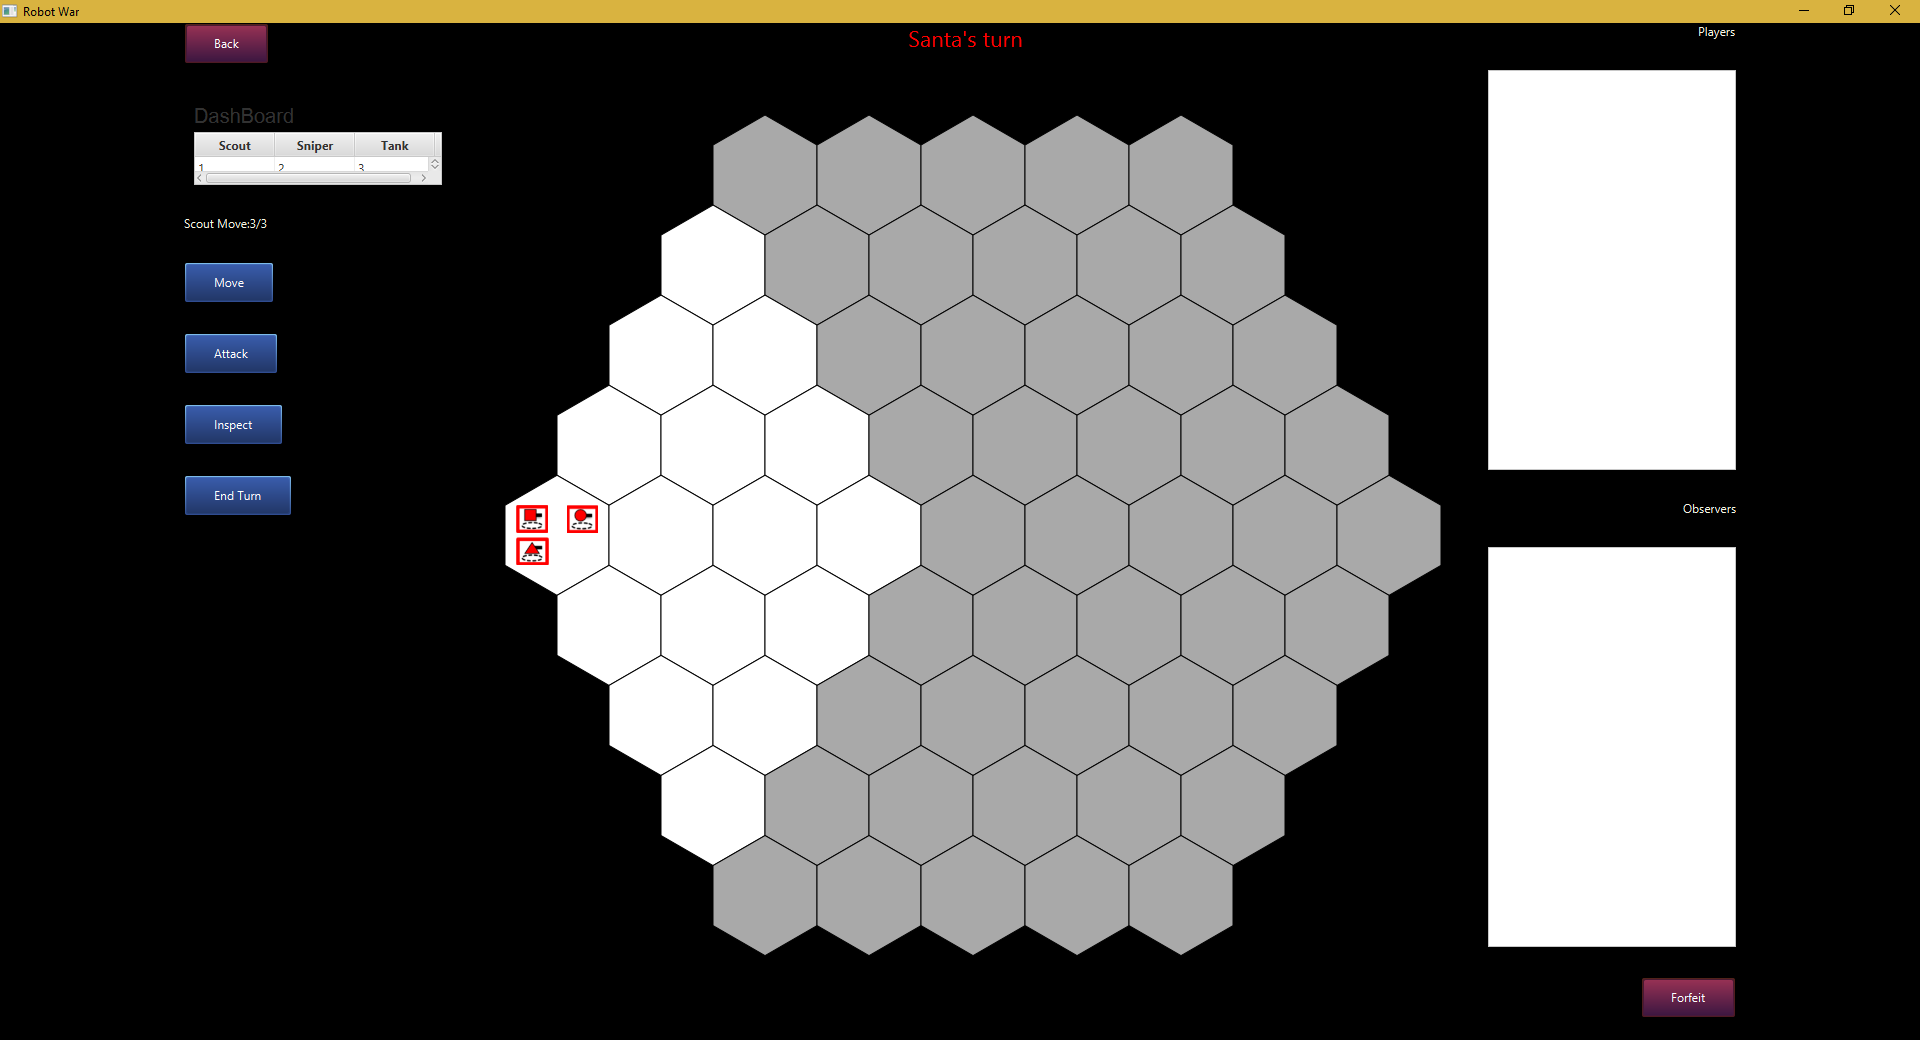 Robot War
Back
Santa's turn
Players
DashBoard
Scout Sniper Tank
1 2 3
Scout Move:3/3
Move
Attack
Inspect
End Turn
Observers
Forfeit